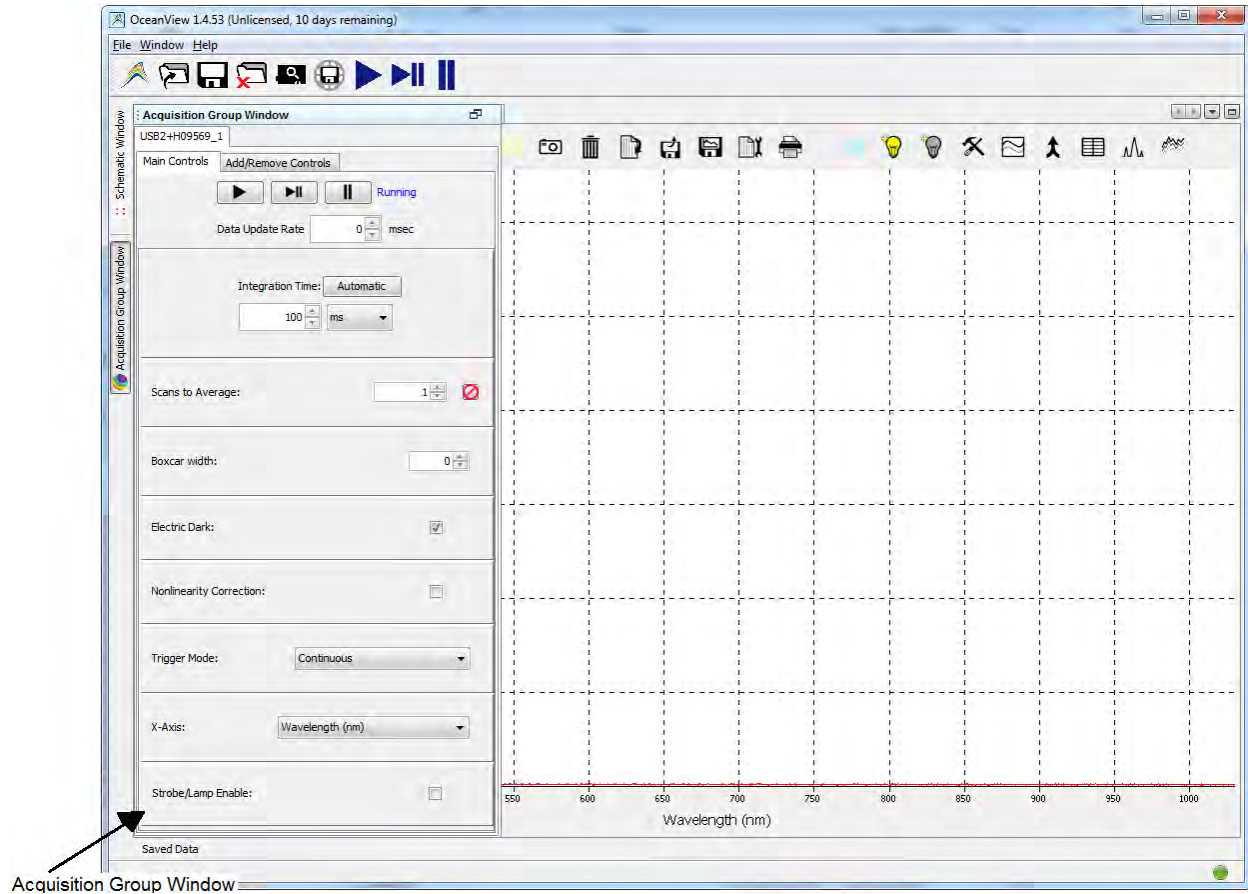 OceanView 1.4.53 (Unlicensed, 10 days remaining)
File Window Help
Schematic Window
Acquisition Group Window
Acquisition Group Window
USB2+H09569_1
Main Controls Add/Remove Controls
Running
Data Update Rate 0 msec
Integration Time: Automatic
100 ms
Scans to Average: 1
Boxcar width: 0
Electric Dark:
Nonlinearity Correction:
Trigger Mode: Continuous
X-Axis: Wavelength (nm)
Strobe/Lamp Enable:
550 600 650 700 750 800 850 900 950 1000
Wavelength (nm)
Saved Data
Acquisition Group Window